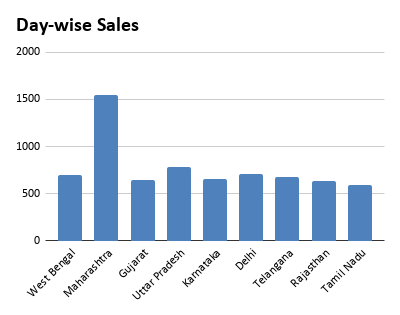 Day-wise Sales
2000
1500
1000
500
0
West Bengal
Maharashtra
Gujarat
Uttar Pradesh
Karnataka
Delhi
Telangana
Rajasthan
Tamil Nadu